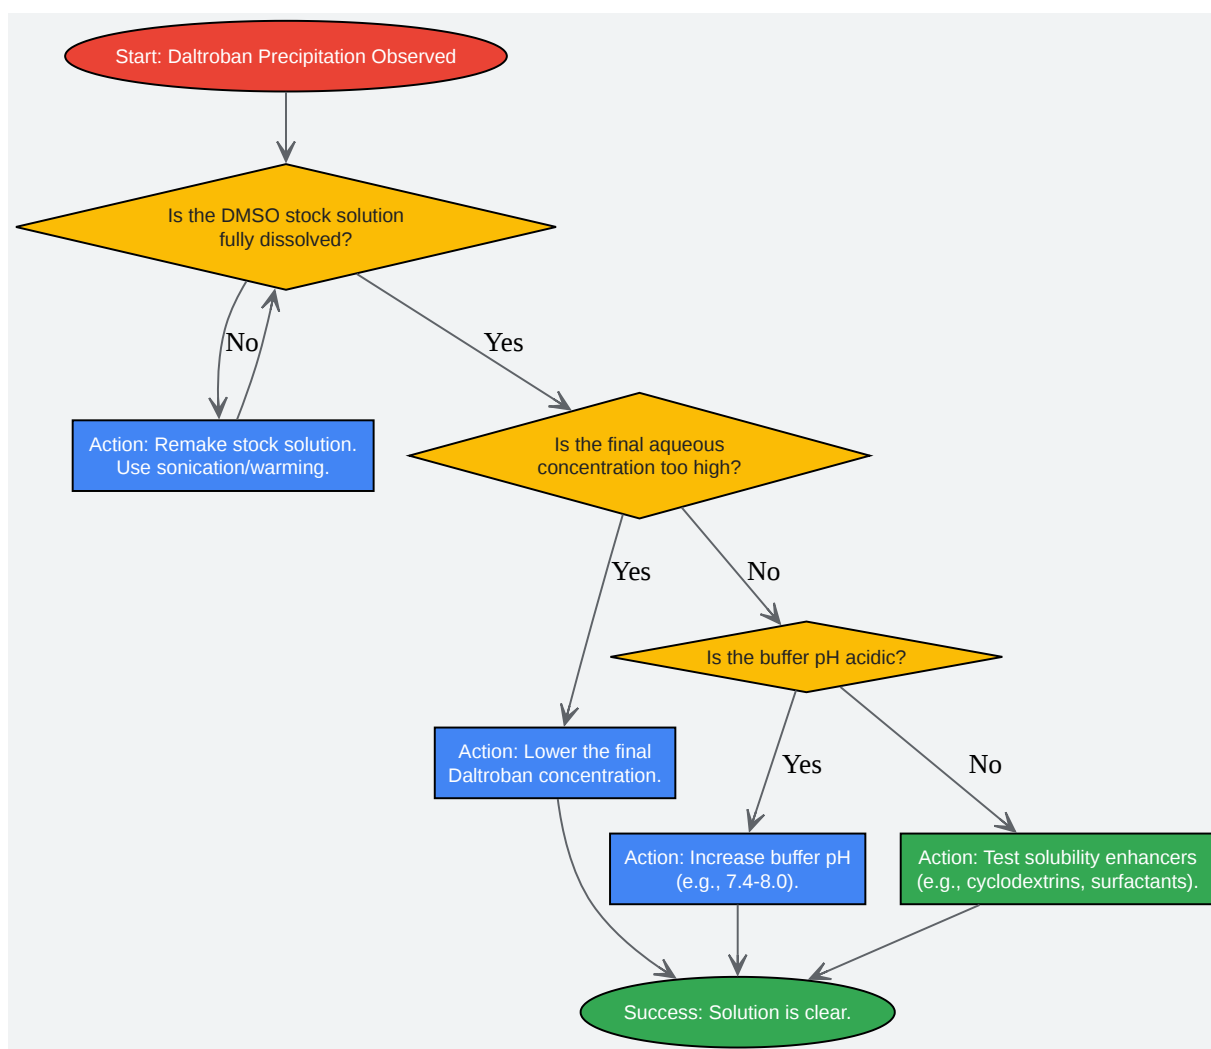 Start: Daltroban Precipitation Observed
Is the DMSO stock solution
fully dissolved?
No
Yes
Action: Remake stock solution.
Use sonication/warming.
Is the final aqueous
concentration too high?
Yes
No
Is the buffer pH acidic?
Action: Lower the final
Daltroban concentration.
Yes
No
Action: Increase buffer pH
(e.g., 7.4-8.0).
Action: Test solubility enhancers
(e.g., cyclodextrins, surfactants).
Success: Solution is clear.